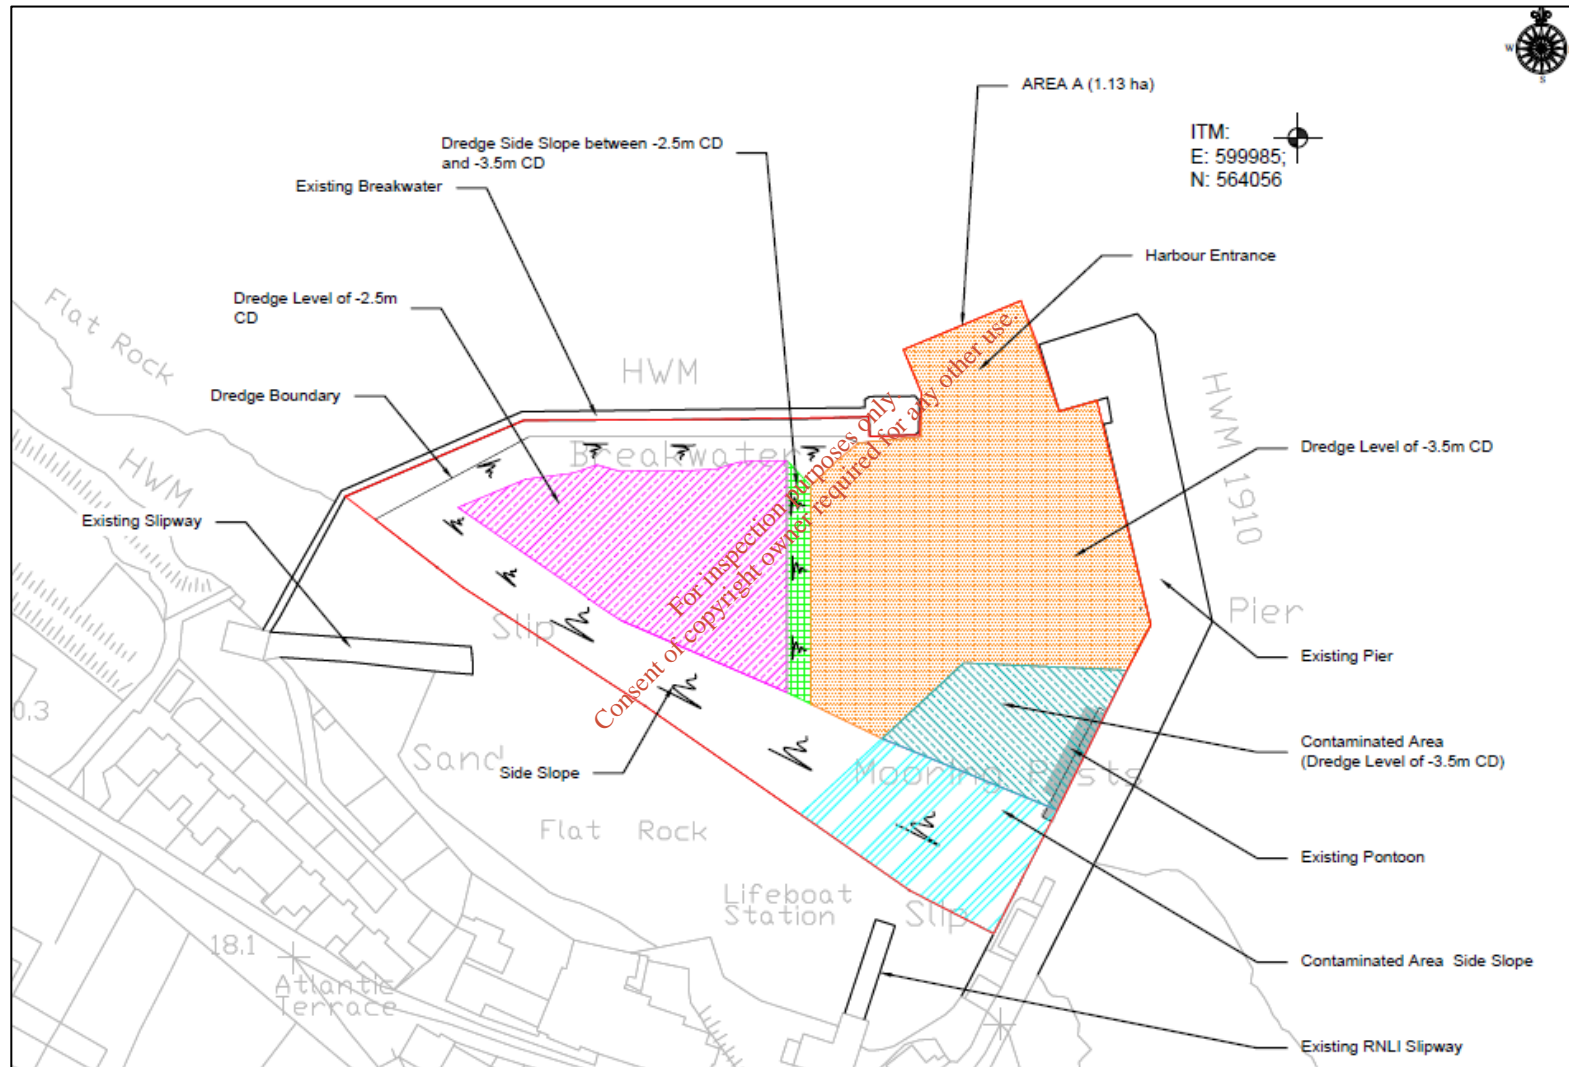 AREA A (1.13 ha)
W
S
ITM:
E: 599985;
N: 564056
Dredge Side Slope between -2.5m CD
and -3.5m CD
Existing Breakwater
Harbour Entrance
Dredge Level of -2.5m
CD
Flat Rock
HWM
Dredge Boundary
HWM 1910
Breakwater
Dredge Level of -3.5m CD
HWM
Existing Slipway
For inspection purposes only.
Consent of copyright owner required for any other use.
Slip
Pier
Existing Pier
0.3
Sand
Side Slope
Mooring Posts
Contaminated Area
(Dredge Level of -3.5m CD)
Flat Rock
Existing Pontoon
Lifeboat
Station
Slip
18.1
Atlantic
Terrace
Contaminated Area Side Slope
Existing RNLI Slipway